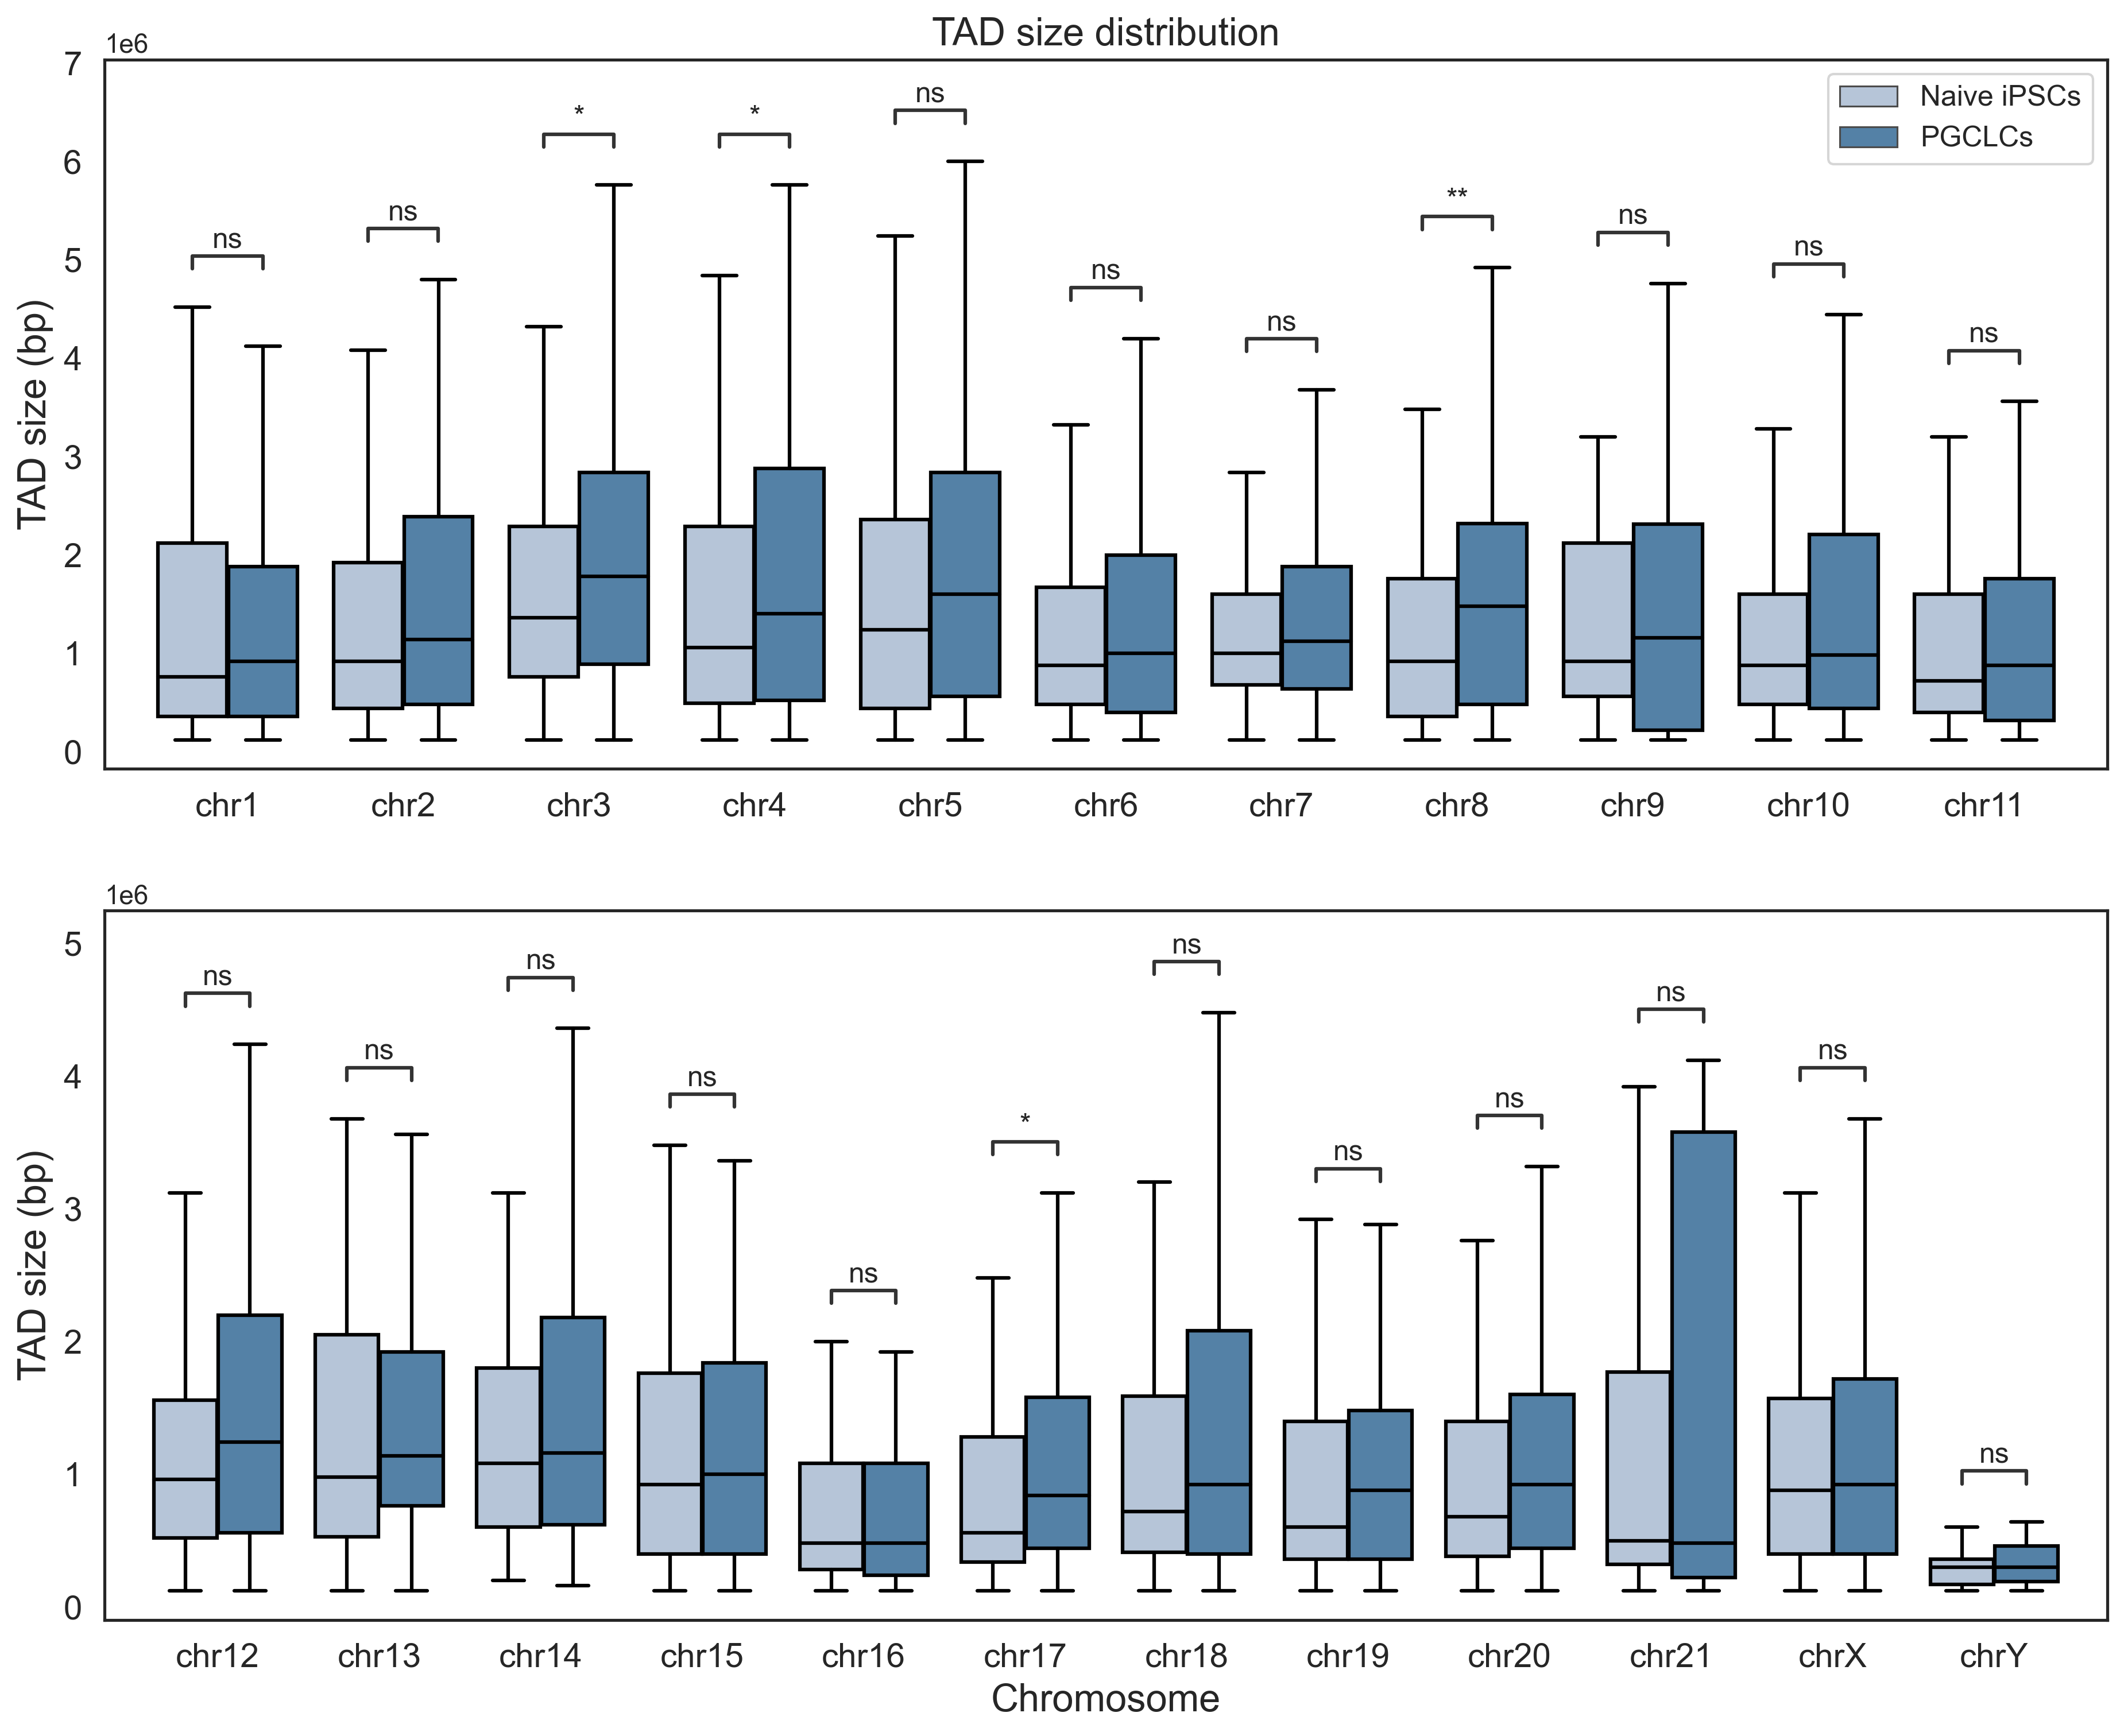 TAD size distribution
1e6
7
6
5
4
3
2
1
0
TAD size (bp)
Naive iPSCs
PGCLCs
ns
ns
*
*
ns
ns
ns
**
ns
ns
ns
chr1 chr2 chr3 chr4 chr5 chr6 chr7 chr8 chr9 chr10 chr11
1e6
5
4
3
2
1
0
TAD size (bp)
ns
ns
ns
ns
ns
*
ns
ns
ns
ns
ns
ns
chr12 chr13 chr14 chr15 chr16 chr17 chr18 chr19 chr20 chr21 chrX chrY
Chromosome